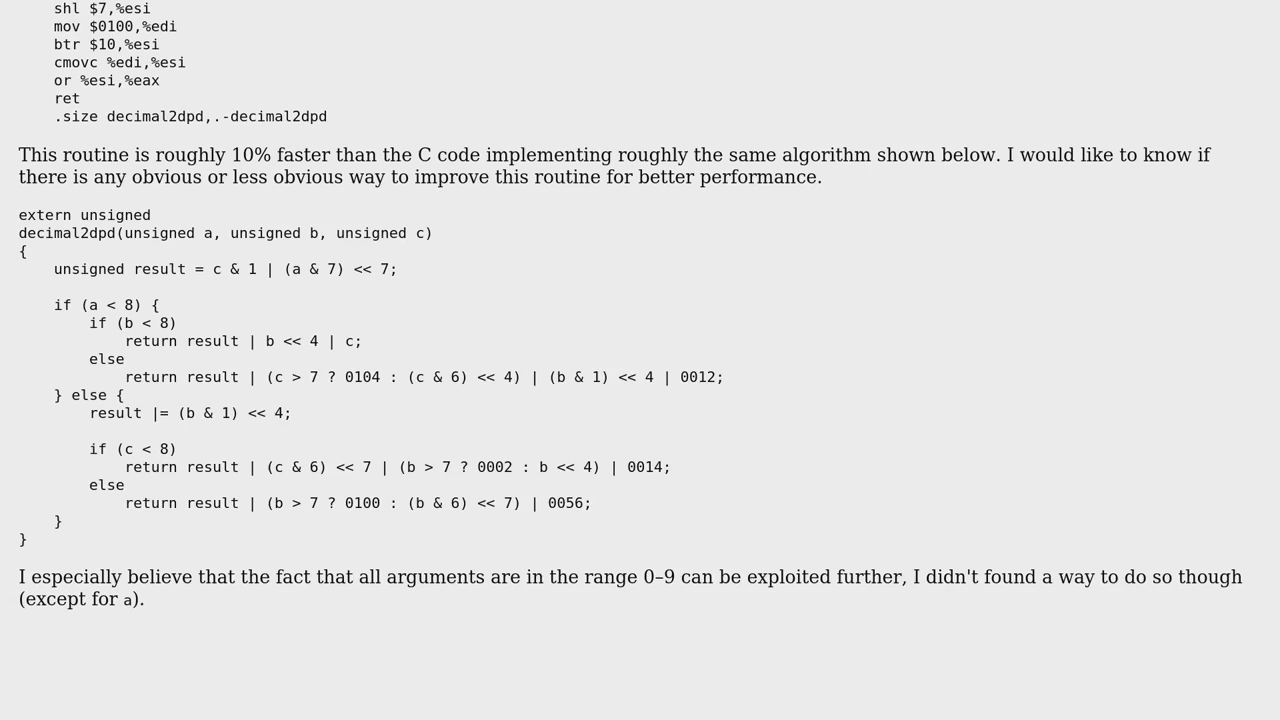 shl $7,%esi
mov $0100,%edi
btr $10,%esi
cmovc %edi,%esi
or %esi,%eax
ret
.size decimal2dpd,.-decimal2dpd
This routine is roughly 10% faster than the C code implementing roughly the same algorithm shown below. I would like to know if
there is any obvious or less obvious way to improve this routine for better performance.
extern unsigned
decimal2dpd(unsigned a, unsigned b, unsigned c)
{
    unsigned result = c & 1 | (a & 7) << 7;
    if (a < 8) {
        if (b < 8)
            return result | b << 4 | c;
        else
            return result | (c > 7 ? 0104 : (c & 6) << 4) | (b & 1) << 4 | 0012;
    } else {
        result |= (b & 1) << 4;
        if (c < 8)
            return result | (c & 6) << 7 | (b > 7 ? 0002 : b << 4) | 0014;
        else
            return result | (b > 7 ? 0100 : (b & 6) << 7) | 0056;
    }
}
I especially believe that the fact that all arguments are in the range 0–9 can be exploited further, I didn't found a way to do so though
(except for a).